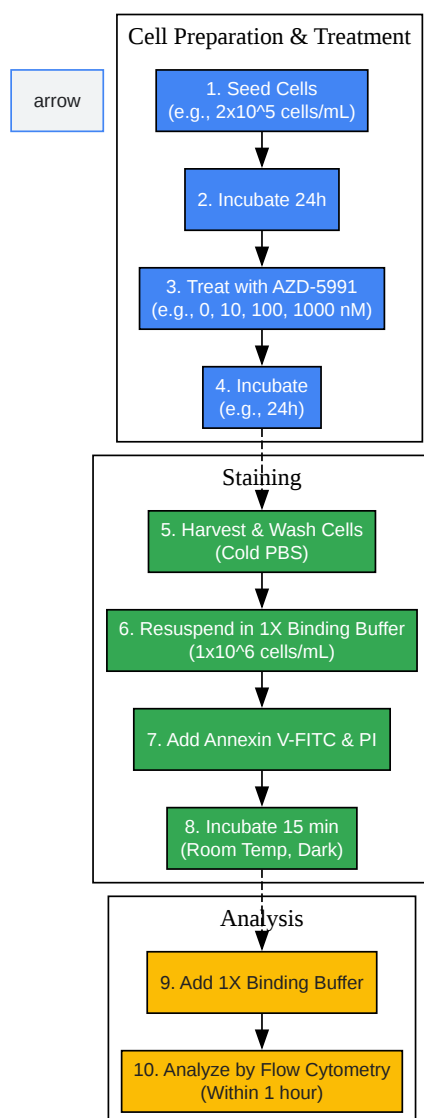 Cell Preparation & Treatment
arrow
1. Seed Cells
(e.g., 2x10^5 cells/mL)
2. Incubate 24h
3. Treat with AZD-5991
(e.g., 0, 10, 100, 1000 nM)
4. Incubate
(e.g., 24h)
Staining
5. Harvest & Wash Cells
(Cold PBS)
6. Resuspend in 1X Binding Buffer
(1x10^6 cells/mL)
7. Add Annexin V-FITC & PI
8. Incubate 15 min
(Room Temp, Dark)
Analysis
9. Add 1X Binding Buffer
10. Analyze by Flow Cytometry
(Within 1 hour)